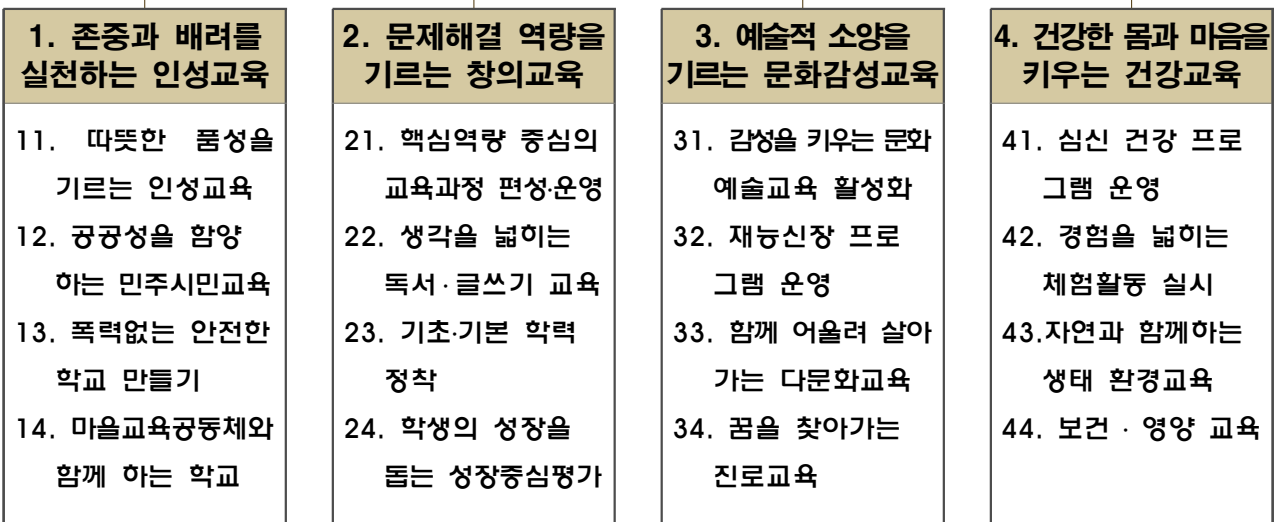 1. 존중과 배려를
실천하는 인성교육
11. 따뜻한 품성을
기르는 인성교육
12. 공공성을 함양
하는 민주시민교육
13. 폭력없는 안전한
학교 만들기
14. 마을교육공동체와
함께 하는 학교
2. 문제해결 역량을
기르는 창의교육
21. 핵심역량 중심의
교육과정 편성·운영
22. 생각을 넓히는
독서·글쓰기 교육
23. 기초·기본 학력
정착
24. 학생의 성장을
돕는 성장중심평가
3. 예술적 소양을
기르는 문화감성교육
31. 감성을 키우는 문화
예술교육 활성화
32. 재능신장 프로
그램 운영
33. 함께 어울려 살아
가는 다문화교육
34. 꿈을 찾아가는
진로교육
4. 건강한 몸과 마음을
키우는 건강교육
41. 심신 건강 프로
그램 운영
42. 경험을 넓히는
체험활동 실시
43.자연과 함께하는
생태 환경교육
44. 보건 · 영양 교육